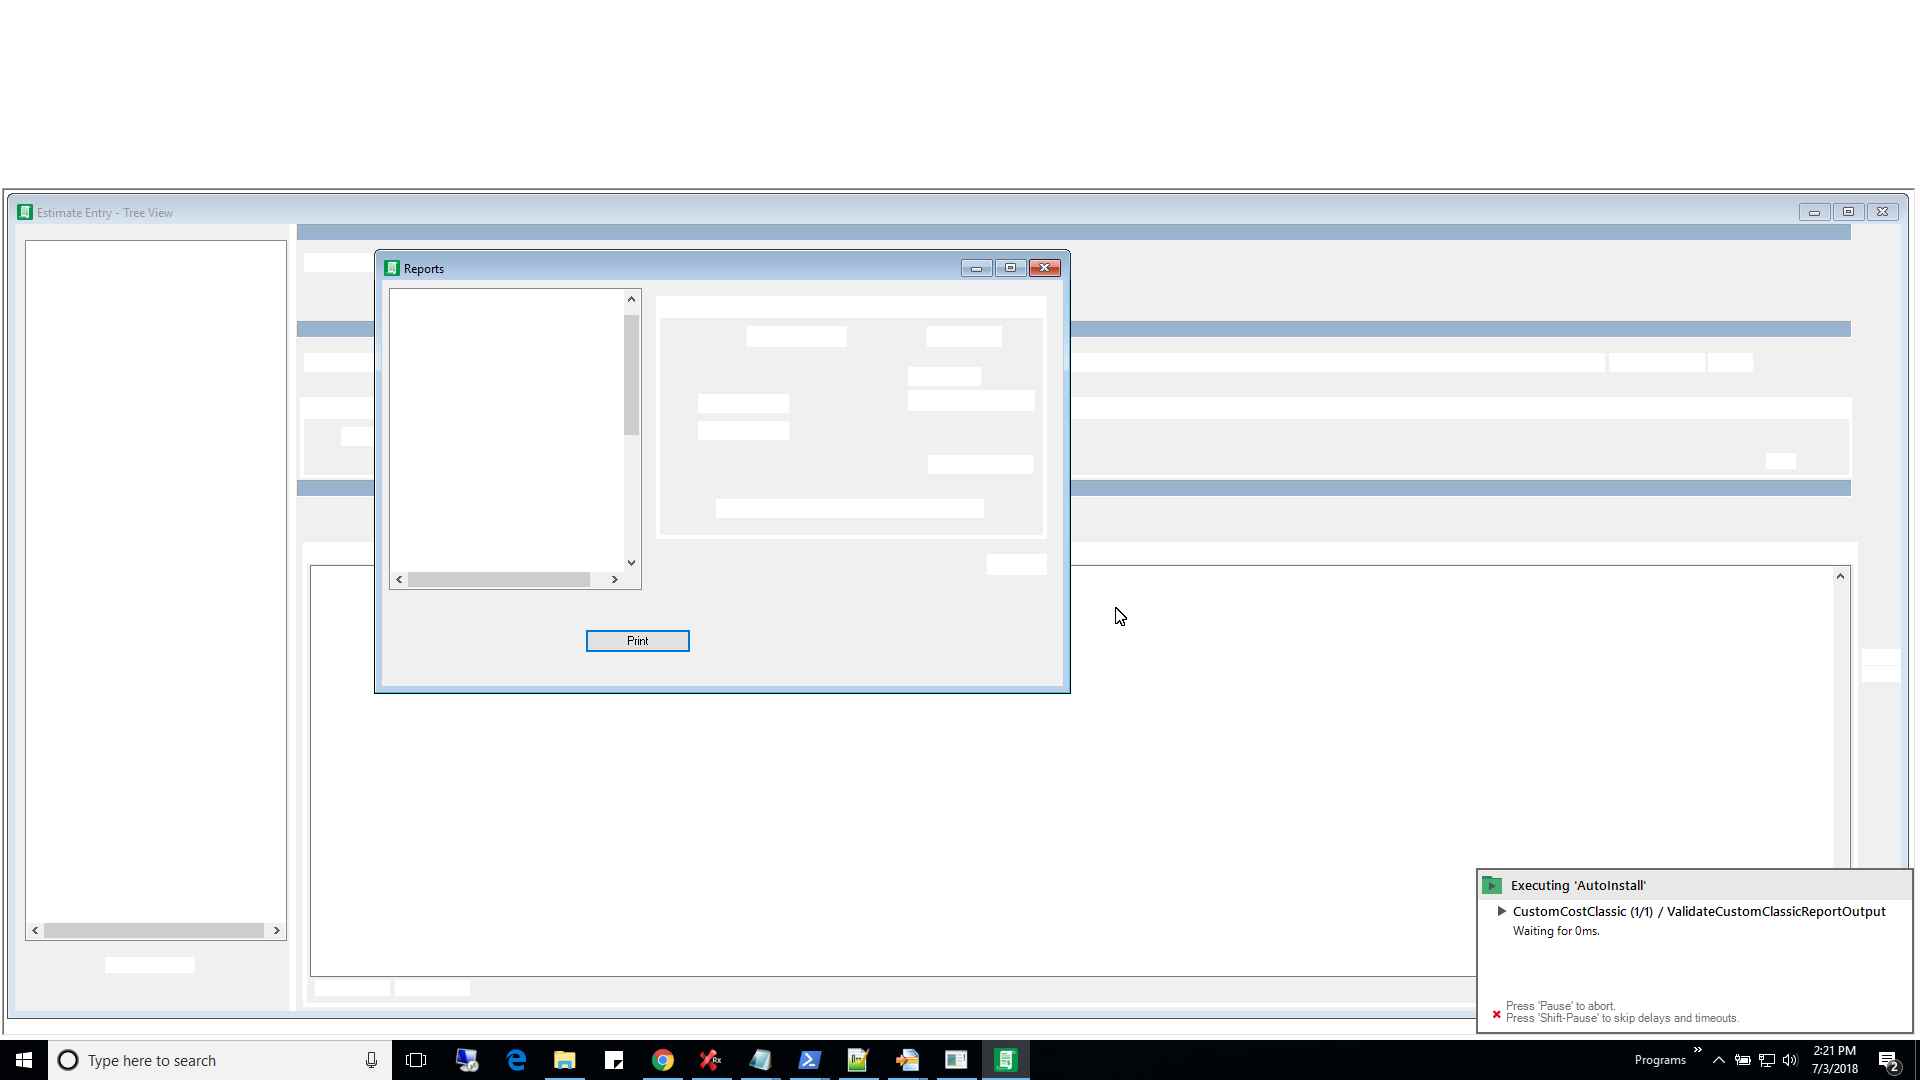 Estimate Entry - Tree View
Reports
Print
Executing 'AutoInstall'
CustomCostClassic (1/1) / ValidateCustomClassicReportOutput
Waiting for 0ms.
Press 'Pause' to abort.
Press 'Shift-Pause' to skip delays and timeouts.
Type here to search
Rx
Programs
2:21 PM
7/3/2018
2